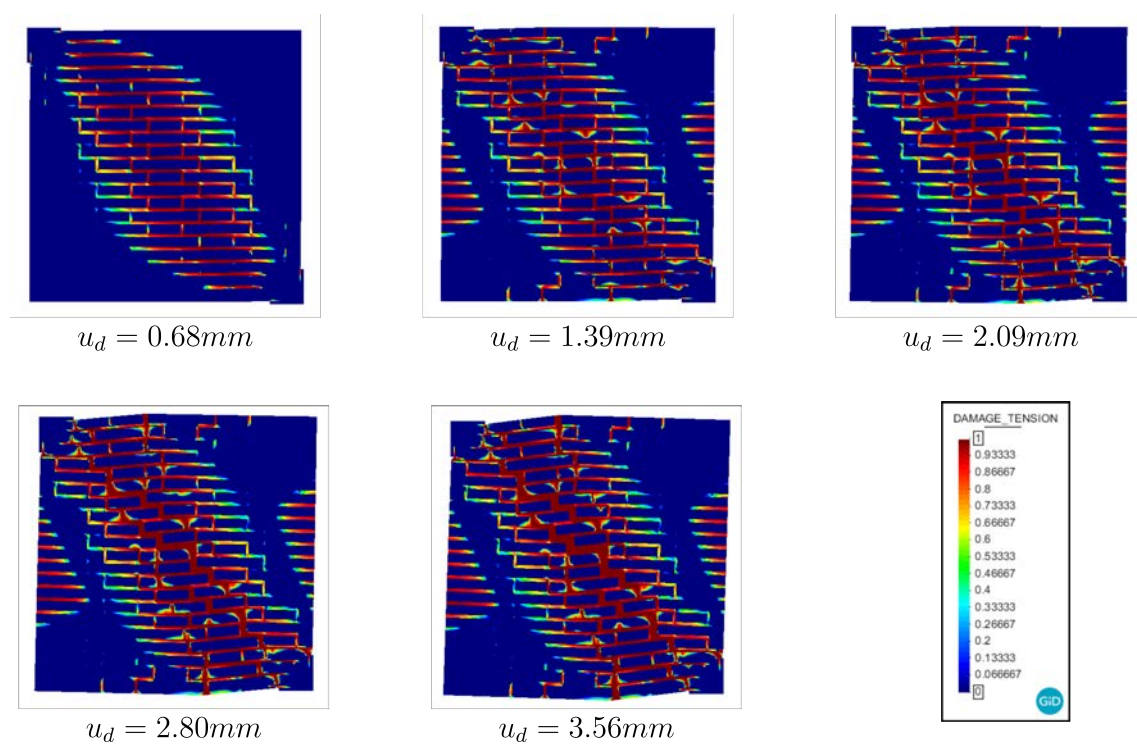 u_d = 0.68mm
u_d = 1.39mm
u_d = 2.09mm
u_d = 2.80mm
u_d = 3.56mm
DAMAGE_TENSION
1
0.93333
0.86667
0.8
0.73333
0.66667
0.6
0.53333
0.46667
0.4
0.33333
0.26667
0.2
0.13333
0.066667
0
GiD